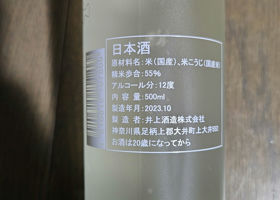 日本酒
原材料名：米(国産)、米こうじ(国産米)
精米歩合：55%
アルコール分：12度
内 容 量：500ml
製造年月：2023.10
製 造 者：井上酒造株式会社
神奈川県足柄上郡大井町上大井552
お酒は20歳になってから